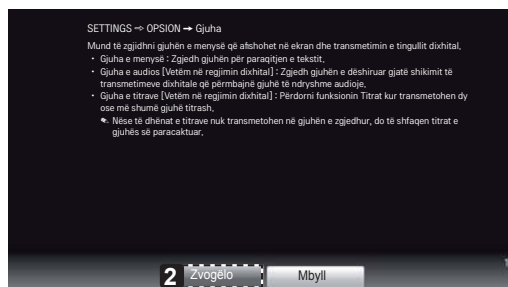 SETTINGS ⇨ OPSION ➙ Gjuha
Mund të zgjidhni gjuhën e menysë që afishohet në ekran dhe transmetimin e tingullit dixhital.
• Gjuha e menysë : Zgjedh gjuhën për paraqitjen e tekstit.
• Gjuha e audios [Vetëm në regjimin dixhital] : Zgjedh gjuhën e dëshiruar gjatë shikimit të
transmetimeve dixhitale që përmbajnë gjuhë të ndryshme audioje.
• Gjuha e titrave [Vetëm në regjimin dixhital] : Përdorni funksionin Titrat kur transmetohen dy
ose më shumë gjuhë titrash.
✎ Nëse të dhënat e titrave nuk transmetohen në gjuhën e zgjedhur, do të shfaqen titrat e
gjuhës së paracaktuar.
2 Zvogëlo Mbyll